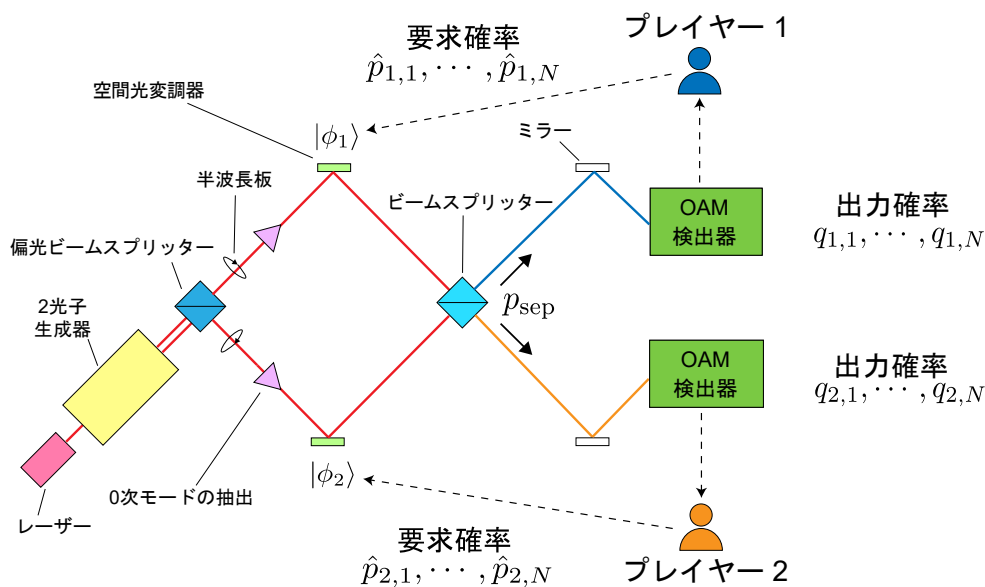 プレイヤー 1
要求確率
p̂1,1, ⋯ , p̂1,N
空間光変調器
|ϕ1⟩
ミラー
半波長板
ビームスプリッター
OAM
検出器
出力確率
q1,1, ⋯ , q1,N
偏光ビームスプリッター
2光子
生成器
psep
OAM
検出器
出力確率
q2,1, ⋯ , q2,N
|ϕ2⟩
0次モードの抽出
レーザー
要求確率
p̂2,1, ⋯ , p̂2,N
プレイヤー 2